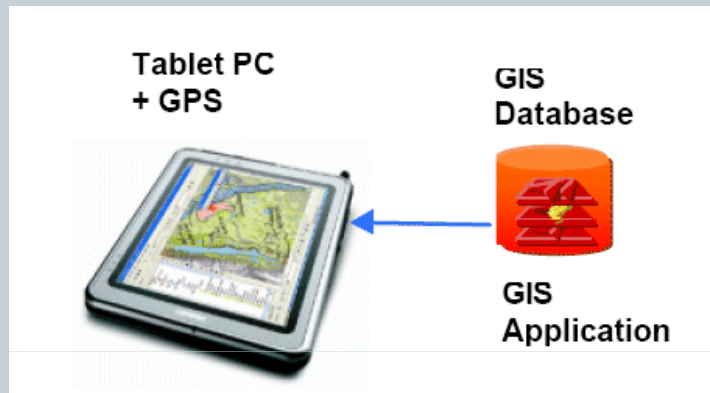 Tablet PC
+ GPS
GIS
Database
GIS
Application